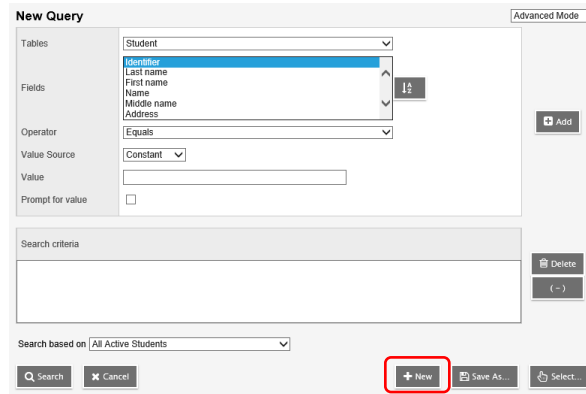 New Query
Advanced Mode
Tables Student
Fields
Identifier
Last name
First name
Name
Middle name
Address
Add
Operator Equals
Value Source Constant
Value
Prompt for value
Search criteria
Delete
( - )
Search based on All Active Students
Search Cancel New Save As... Select...